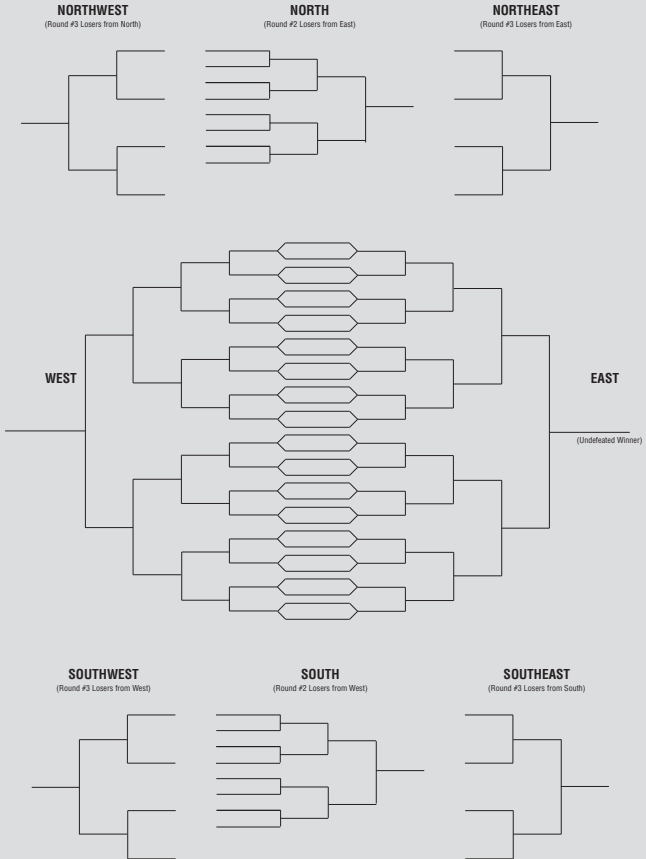 NORTHWEST
(Round #3 Losers from North)
NORTH
(Round #2 Losers from East)
NORTHEAST
(Round #3 Losers from East)
WEST
EAST
(Undefeated Winner)
SOUTHWEST
(Round #3 Losers from West)
SOUTH
(Round #2 Losers from West)
SOUTHEAST
(Round #3 Losers from South)